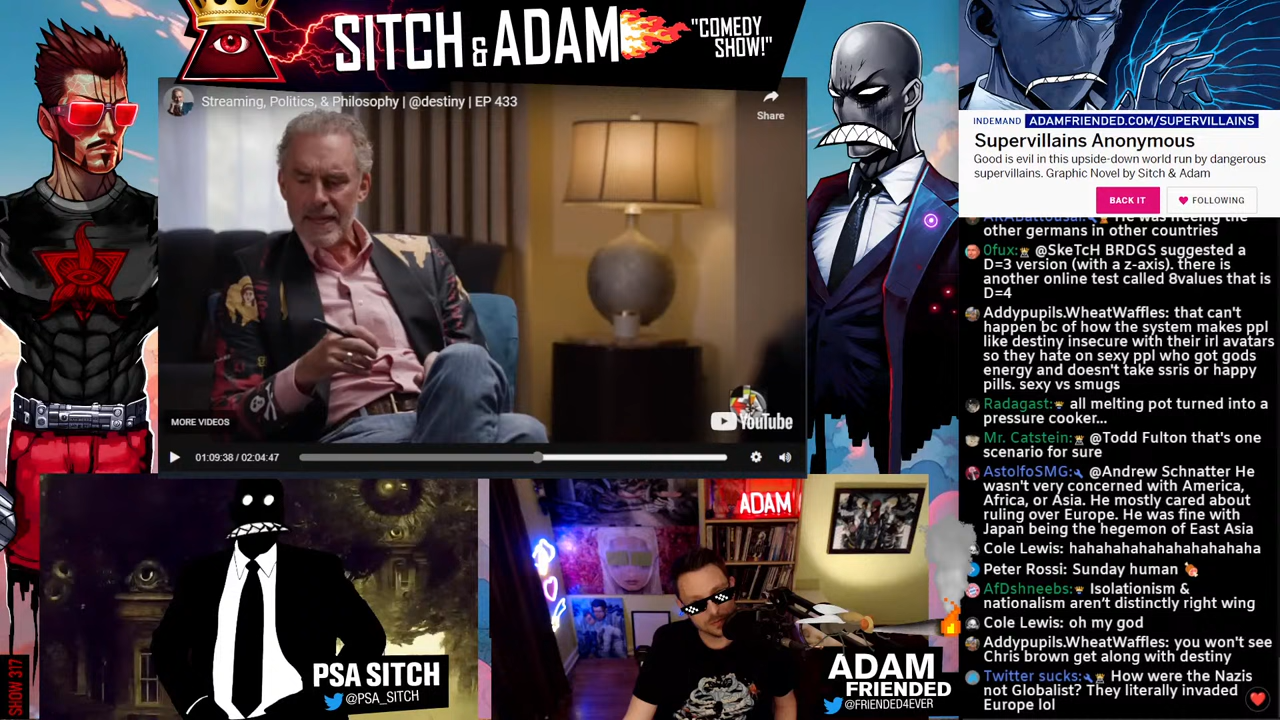 SITCH & ADAM
"COMEDY
SHOW!"
Streaming, Politics, & Philosophy | @destiny | EP 433
Share
MORE VIDEOS
YouTube
01:09:38 / 02:04:47
ADAM
PSA SITCH
@PSA_SITCH
ADAM
FRIENDED
@FRIENDED4EVER
SHOW 317
INDEMAND ADAMFRIENDED.COM/SUPERVILLAINS
Supervillains Anonymous
Good is evil in this upside-down world run by dangerous
supervillains. Graphic Novel by Sitch & Adam
BACK IT
FOLLOWING
He was freeing the
other germans in other countries
0fux: @SkeTcH BRDGS suggested a
D=3 version (with a z-axis). there is
another online test called 8values that is
D=4
Addypupils.WheatWaffles: that can't
happen bc of how the system makes ppl
like destiny insecure with their irl avatars
so they hate on sexy ppl who got gods
energy and doesn't take ssris or happy
pills. sexy vs smugs
Radagast: all melting pot turned into a
pressure cooker...
Mr. Catstein: @Todd Fulton that's one
scenario for sure
AstolfoSMG: @Andrew Schnatter He
wasn't very concerned with America,
Africa, or Asia. He mostly cared about
ruling over Europe. He was fine with
Japan being the hegemon of East Asia
Cole Lewis: hahahahahahahahahaha
Peter Rossi: Sunday human
AfDshneebs: Isolationism &
nationalism aren't distinctly right wing
Cole Lewis: oh my god
Addypupils.WheatWaffles: you won't see
Chris brown get along with destiny
Twitter sucks: How were the Nazis
not Globalist? They literally invaded
Europe lol